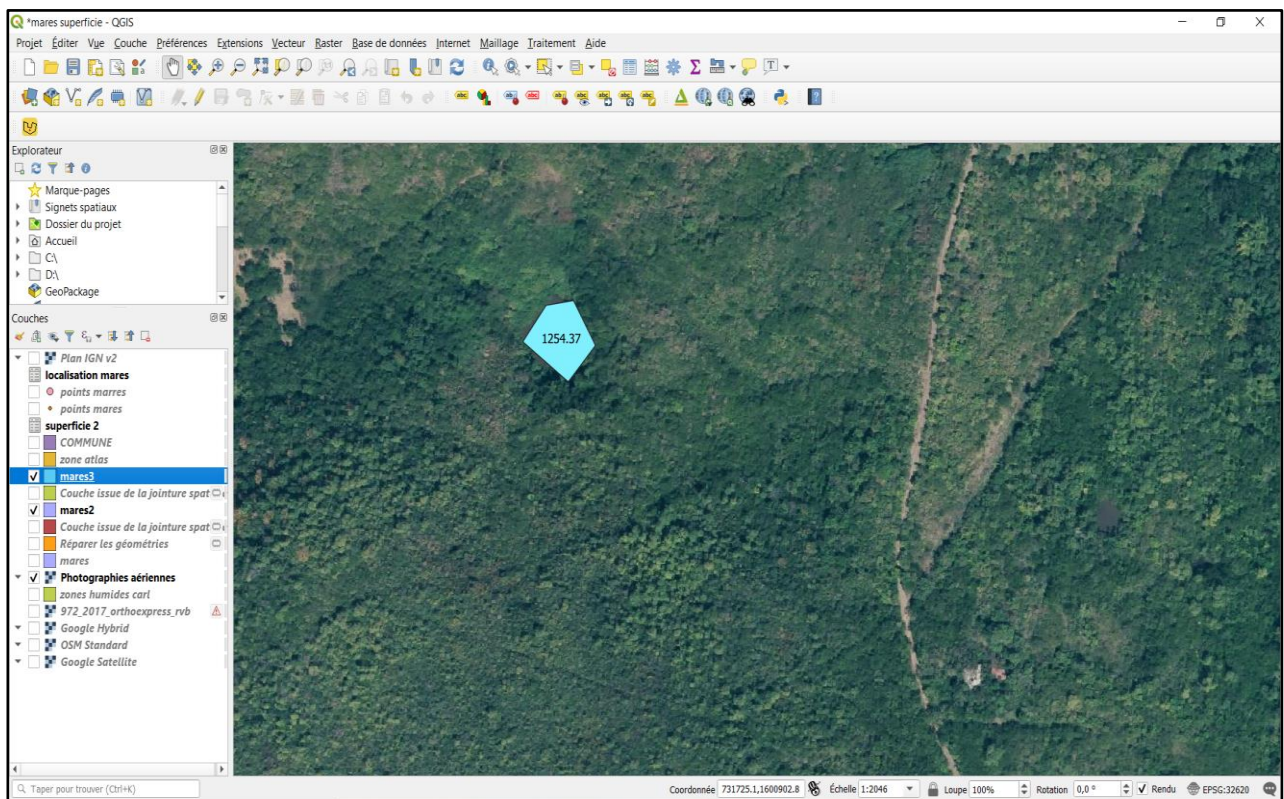 *mares superficie - QGIS
Projet Éditer Vue Couche Préférences Extensions Vecteur Raster Base de données Internet Maillage Traitement Aide
Explorateur
Marque-pages
Signets spatiaux
Dossier du projet
Accueil
C:\
D:\
GeoPackage
Couches
Plan IGN v2
localisation mares
points marres
points mares
superficie 2
COMMUNE
zone atlas
mares3
Couche issue de la jointure spat
mares2
Couche issue de la jointure spat
Réparer les géométries
mares
Photographies aériennes
zones humides carl
972_2017_orthoexpress_rvb
Google Hybrid
OSM Standard
Google Satellite
1254.37
Taper pour trouver (Ctrl+K) Coordonnée 731725.1,1600902.8 Échelle 1:2046 Loupe 100% Rotation 0,0 ° Rendu EPSG:32620